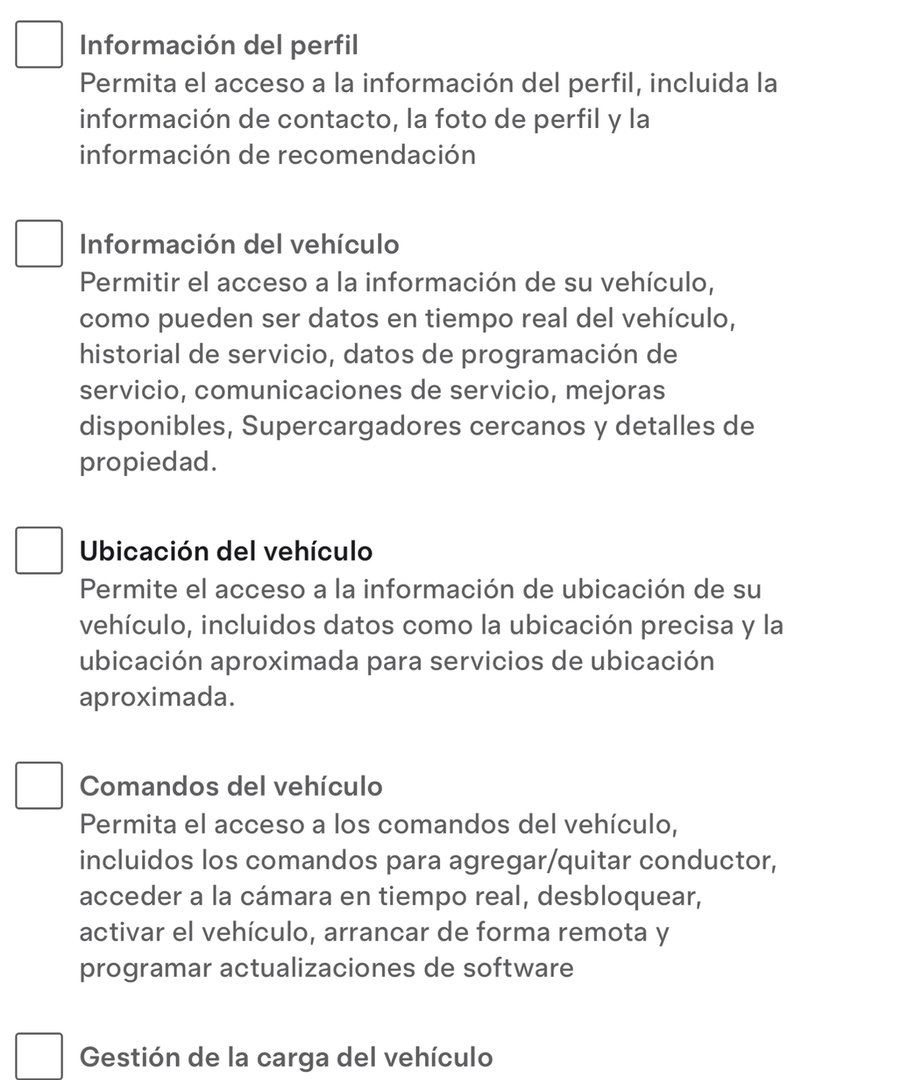 Información del perfil
Permita el acceso a la información del perfil, incluida la
información de contacto, la foto de perfil y la
información de recomendación
Información del vehículo
Permitir el acceso a la información de su vehículo,
como pueden ser datos en tiempo real del vehículo,
historial de servicio, datos de programación de
servicio, comunicaciones de servicio, mejoras
disponibles, Supercargadores cercanos y detalles de
propiedad.
Ubicación del vehículo
Permite el acceso a la información de ubicación de su
vehículo, incluidos datos como la ubicación precisa y la
ubicación aproximada para servicios de ubicación
aproximada.
Comandos del vehículo
Permita el acceso a los comandos del vehículo,
incluidos los comandos para agregar/quitar conductor,
acceder a la cámara en tiempo real, desbloquear,
activar el vehículo, arrancar de forma remota y
programar actualizaciones de software
Gestión de la carga del vehículo